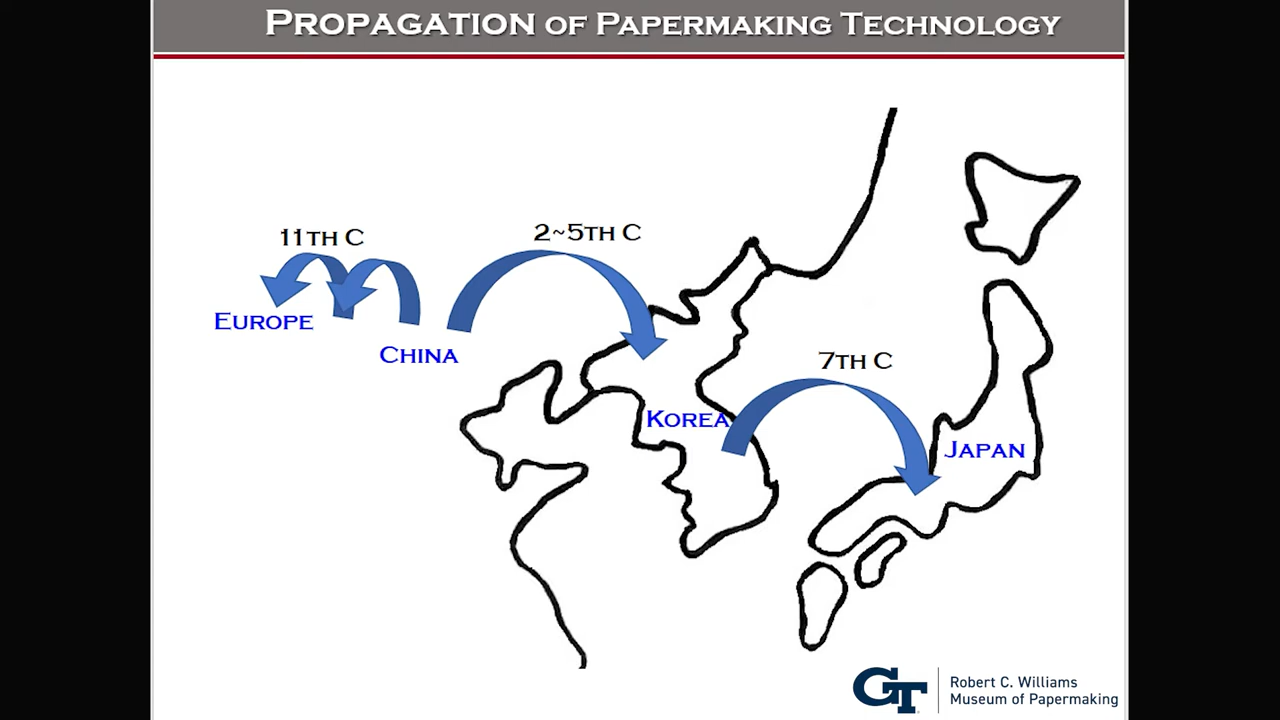 PROPAGATION OF PAPERMAKING TECHNOLOGY
11TH C
2~5TH C
EUROPE
CHINA
7TH C
KOREA
JAPAN
GT
Robert C. Williams
Museum of Papermaking